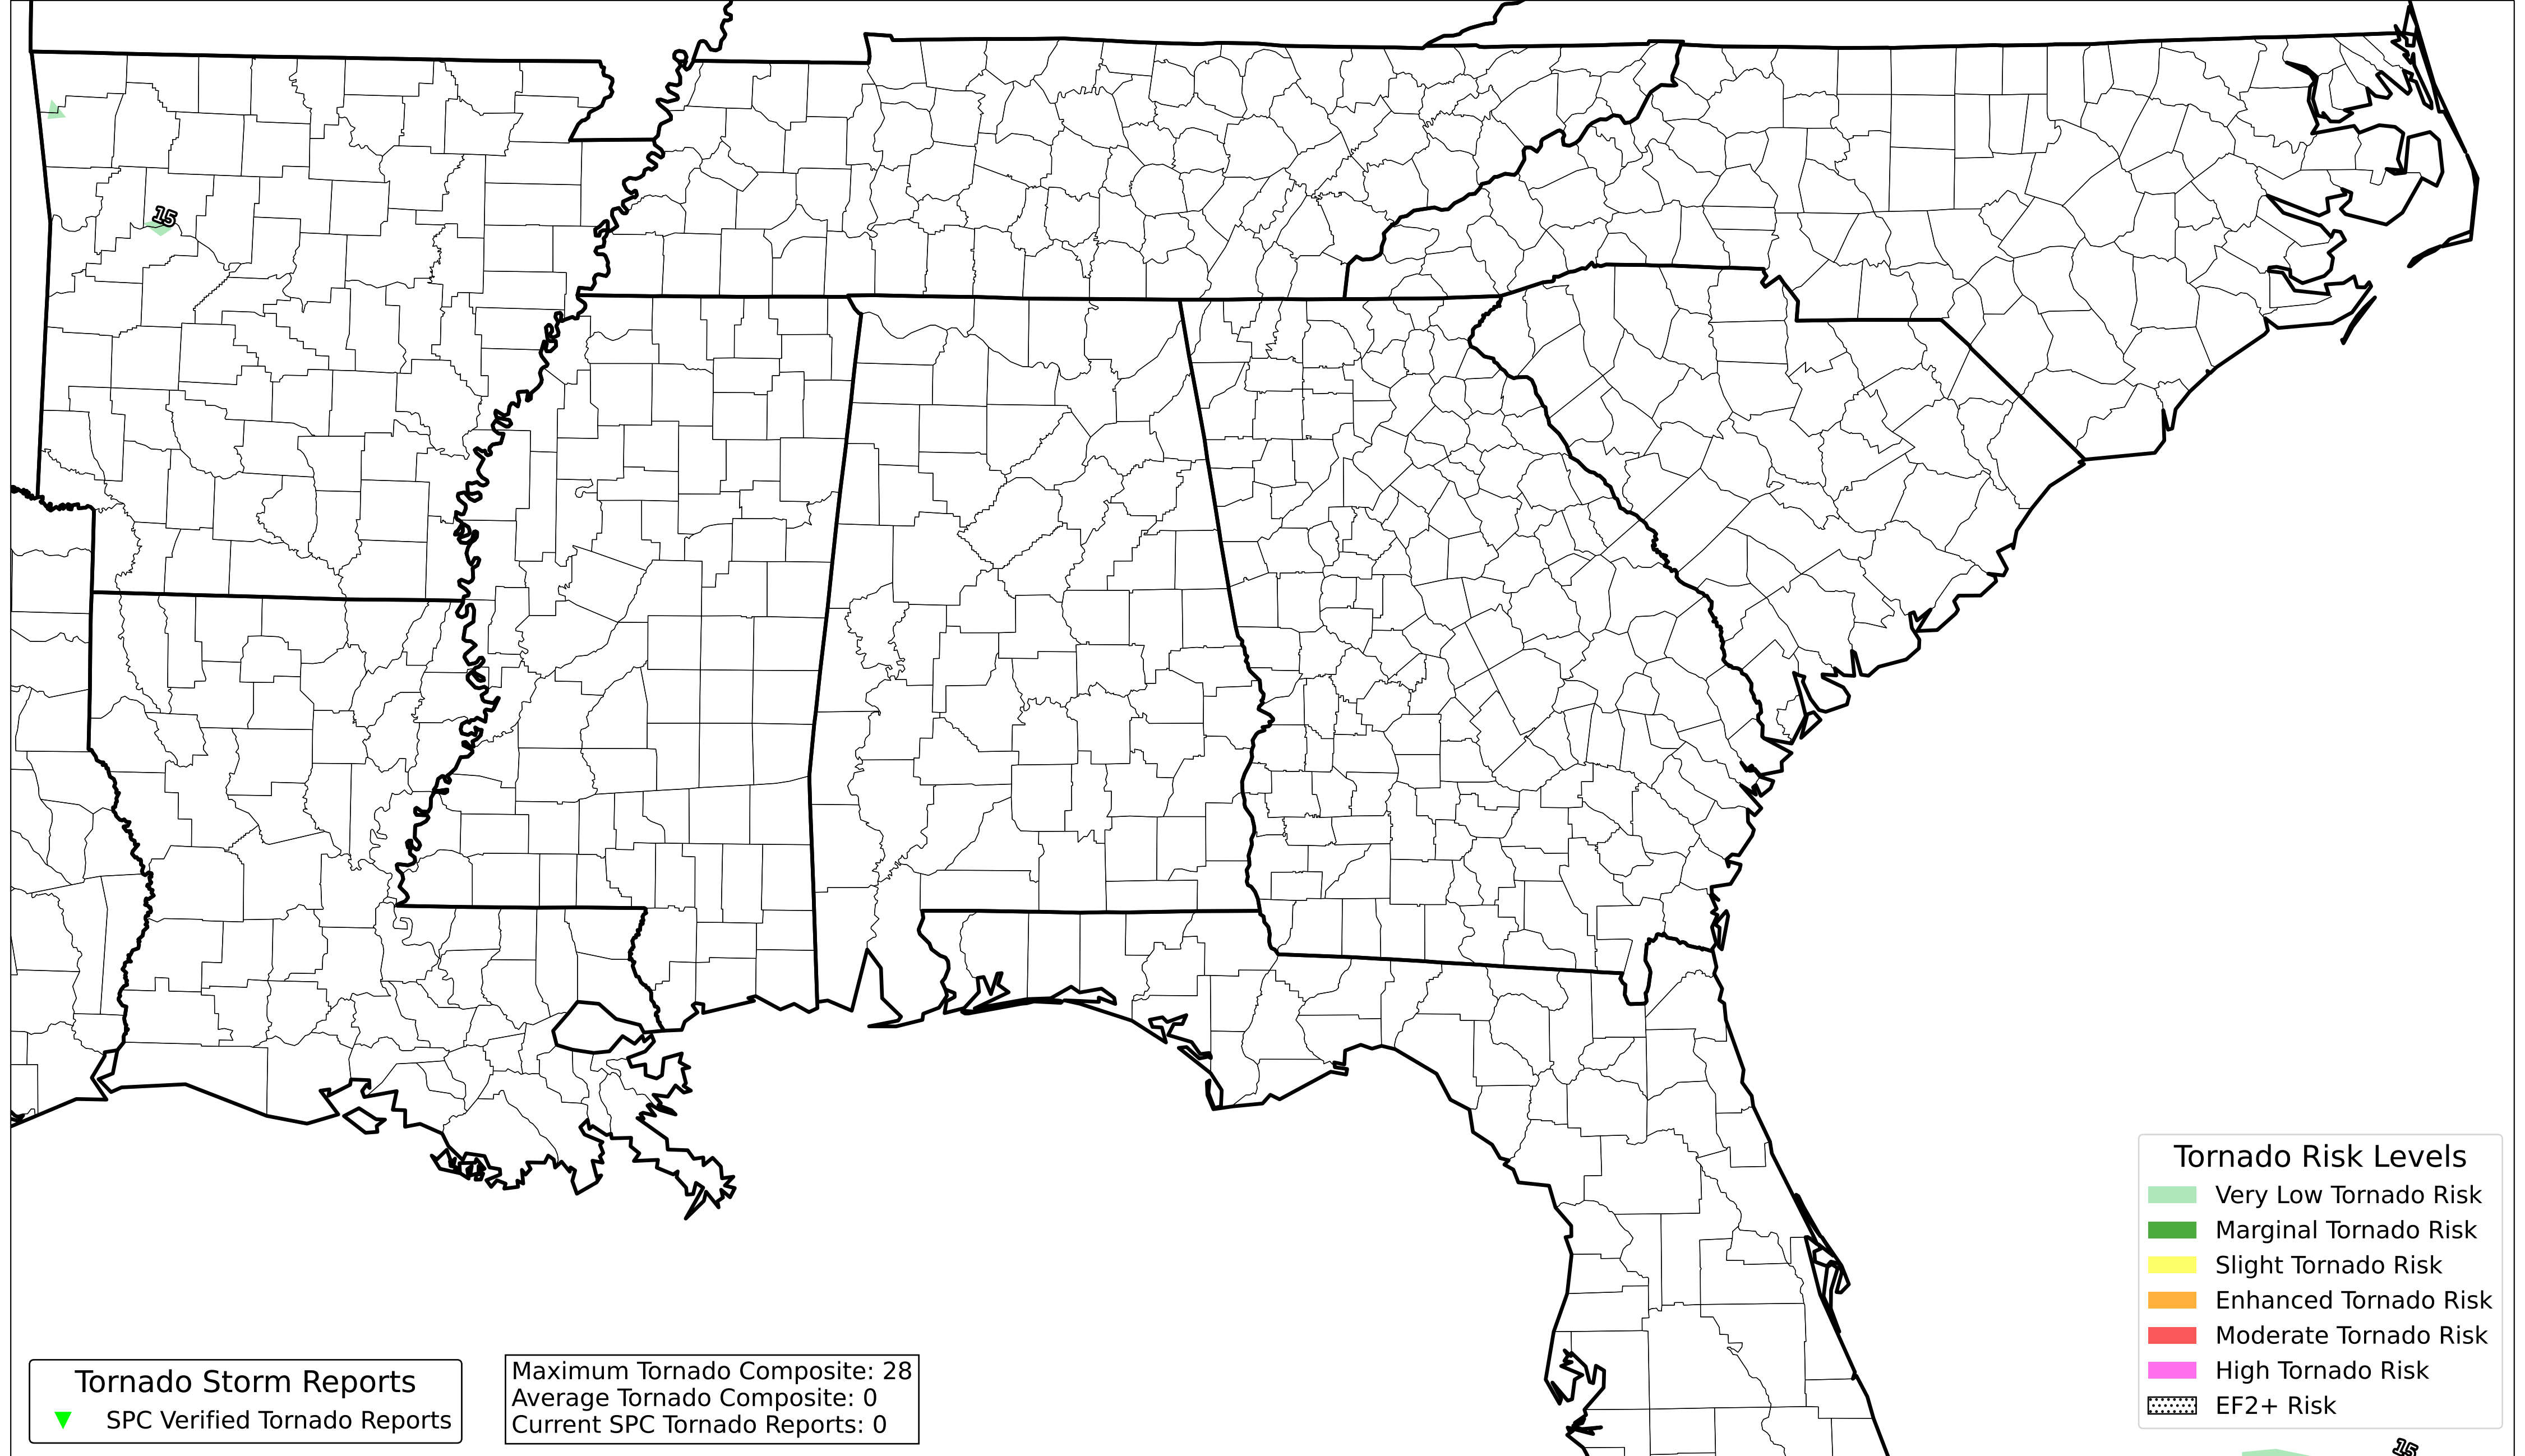 15
Tornado Risk Levels
Very Low Tornado Risk
Marginal Tornado Risk
Slight Tornado Risk
Enhanced Tornado Risk
Moderate Tornado Risk
High Tornado Risk
EF2+ Risk
Tornado Storm Reports
SPC Verified Tornado Reports
Maximum Tornado Composite: 28
Average Tornado Composite: 0
Current SPC Tornado Reports: 0
15